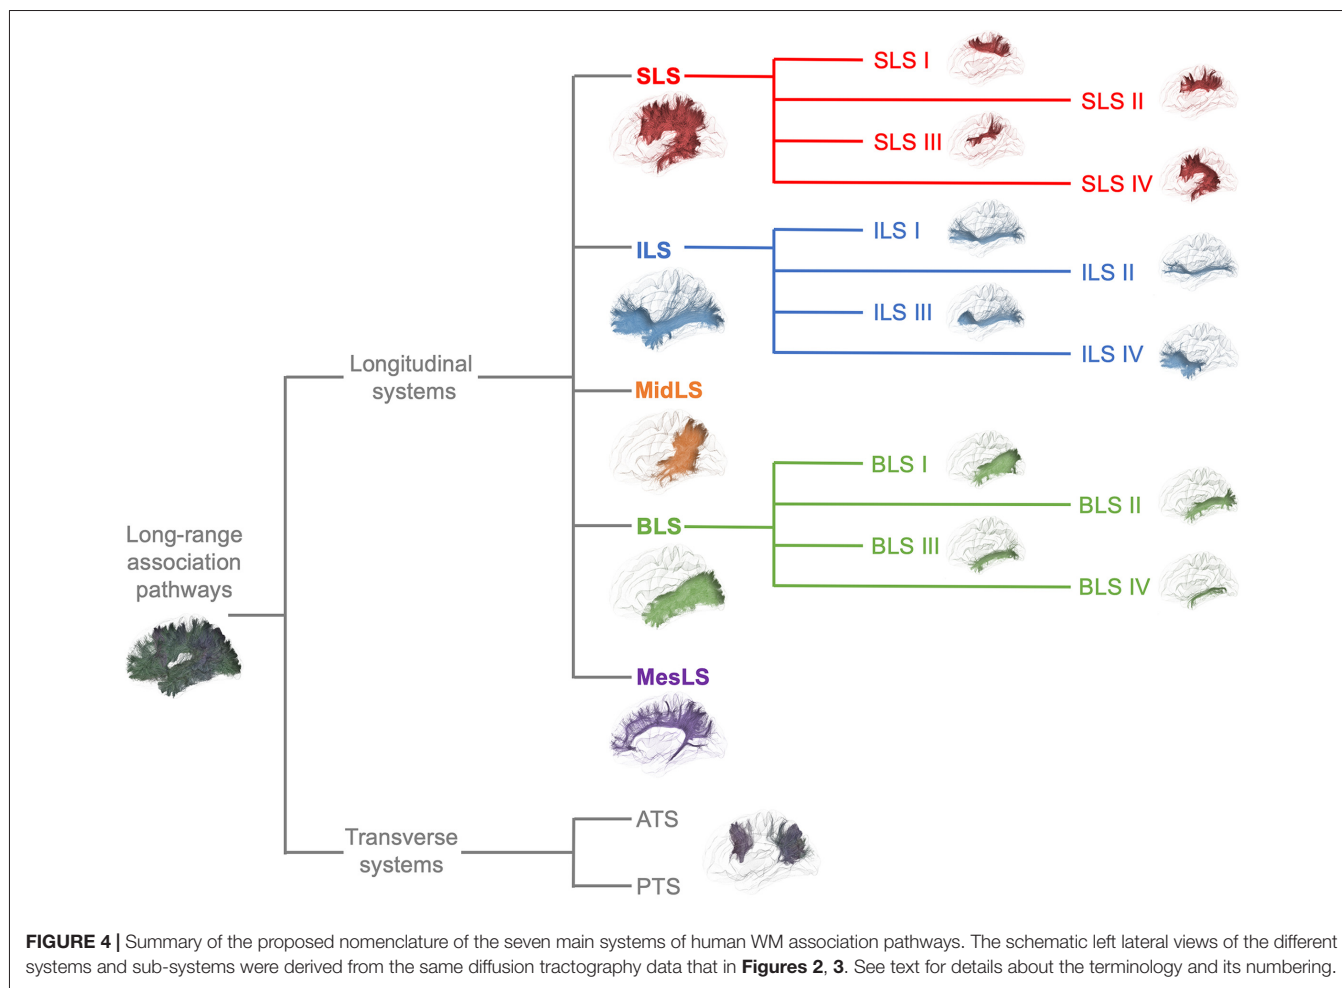 SLS
SLS I
SLS II
SLS III
SLS IV
ILS
ILS I
ILS II
ILS III
ILS IV
Longitudinal
systems
MidLS
BLS
BLS I
BLS II
BLS III
BLS IV
Long-range
association
pathways
MesLS
Transverse
systems
ATS
PTS
FIGURE 4 | Summary of the proposed nomenclature of the seven main systems of human WM association pathways. The schematic left lateral views of the different
systems and sub-systems were derived from the same diffusion tractography data that in Figures 2, 3. See text for details about the terminology and its numbering.